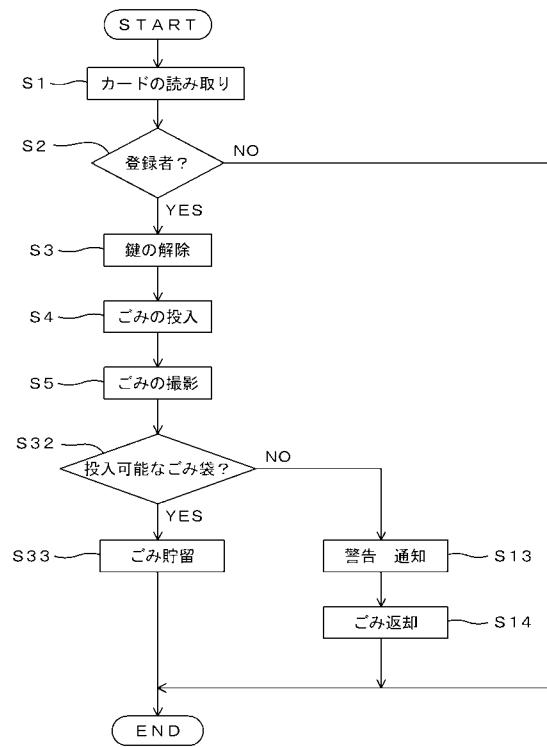 START
S1
カードの読み取り
S2
登録者?
NO
YES
S3
鍵の解除
S4
ごみの投入
S5
ごみの撮影
S32
投入可能なごみ袋?
NO
YES
S33
ごみ貯留
警告 通知
S13
ごみ返却
S14
END